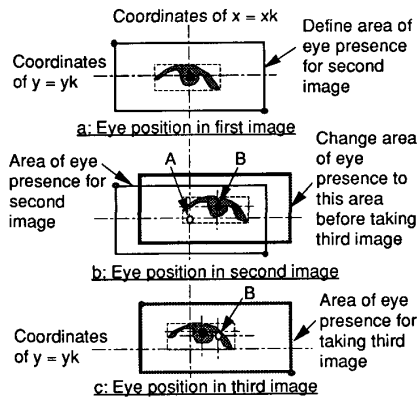 Coordinates of x = xk
Define area of
eye presence
for second
image
Coordinates
of y = yk
a: Eye position in first image
Area of eye
presence for
second
image
A
B
Change area
of eye
presence to
this area
before taking
third image
b: Eye position in second image
B
Coordinates
of y = yk
Area of eye
presence for
taking third
image
c: Eye position in third image